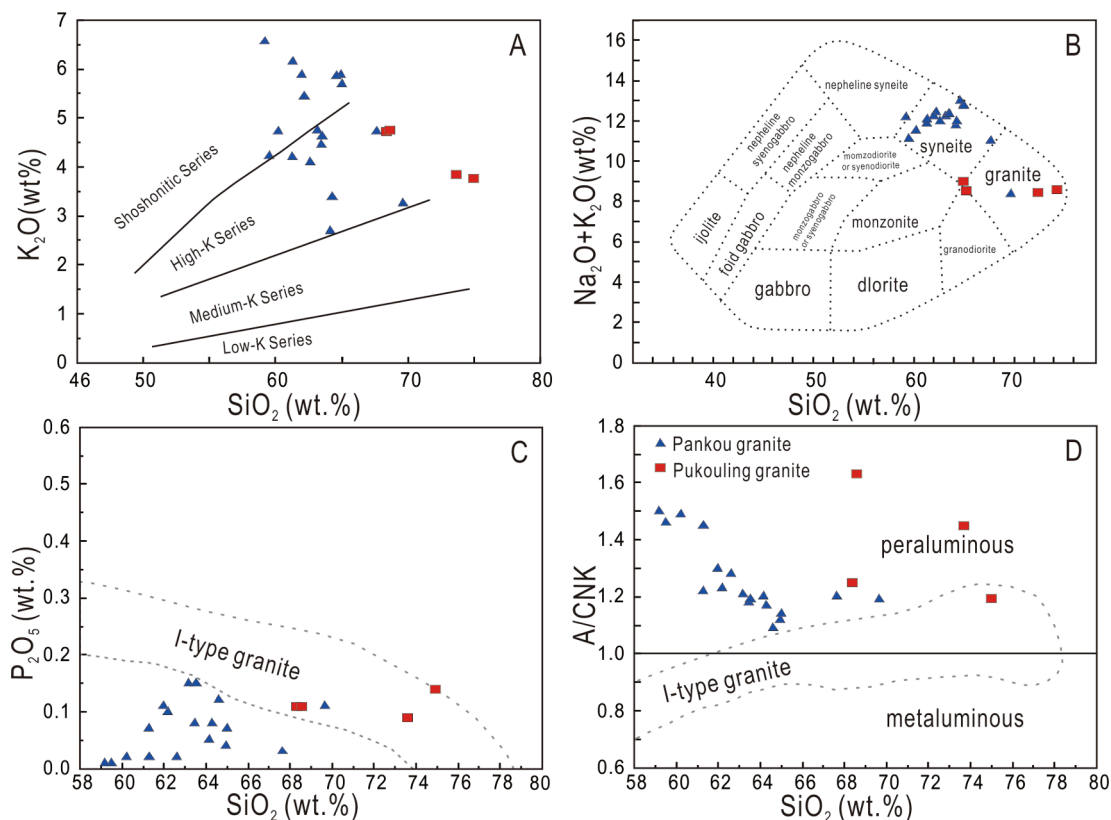 A
K₂O(wt%)
7
6
5
4
3
2
1
0
Shoshonitic Series
High-K Series
Medium-K Series
Low-K Series
46
50
60
70
80
SiO₂ (wt.%)
B
Na₂O+K₂O(wt%)
16
14
12
10
8
6
4
2
0
nepheline syneite
nepheline
syenogabbro
nepheline
monzogabbro
momzodiorite
or syenodiorite
syneite
granite
ijolite
foid gabbro
monzogabbro
or syenogabbro
monzonite
granodiorite
gabbro
dlorite
40
50
60
70
SiO₂ (wt.%)
C
P₂O₅ (wt.%)
0.6
0.5
0.4
0.3
0.2
0.1
0.0
I-type granite
58
60
62
64
66
68
70
72
74
76
78
80
SiO₂ (wt.%)
D
Pankou granite
Pukouling granite
A/CNK
1.8
1.6
1.4
1.2
1.0
0.8
0.6
peraluminous
I-type granite
metaluminous
58
60
62
64
66
68
70
72
74
76
78
80
SiO₂ (wt.%)